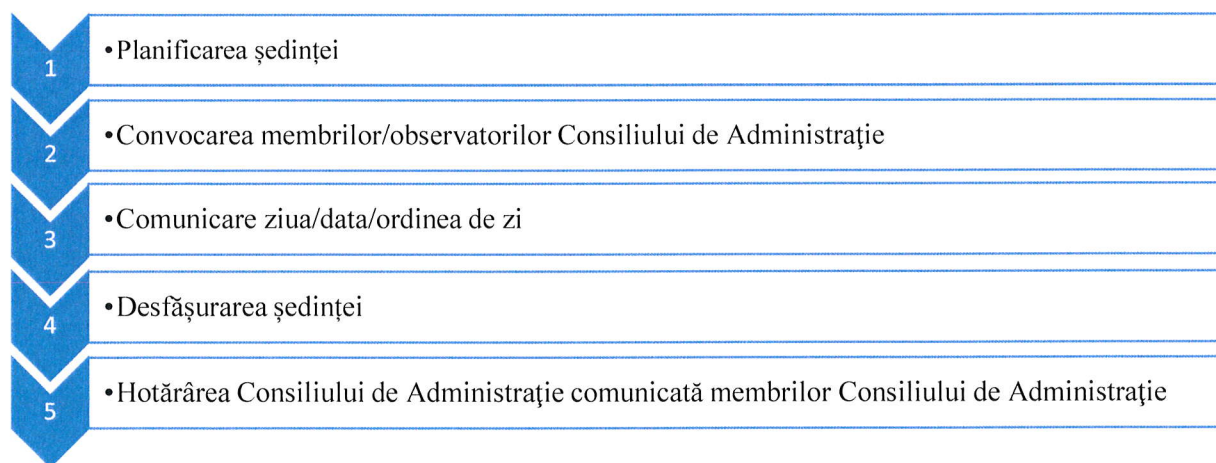 1
•Planificarea ședinței
2
•Convocarea membrilor/observatorilor Consiliului de Administraţie
3
•Comunicare ziua/data/ordinea de zi
4
•Desfășurarea ședinței
5
•Hotărârea Consiliului de Administraţie comunicată membrilor Consiliului de Administraţie